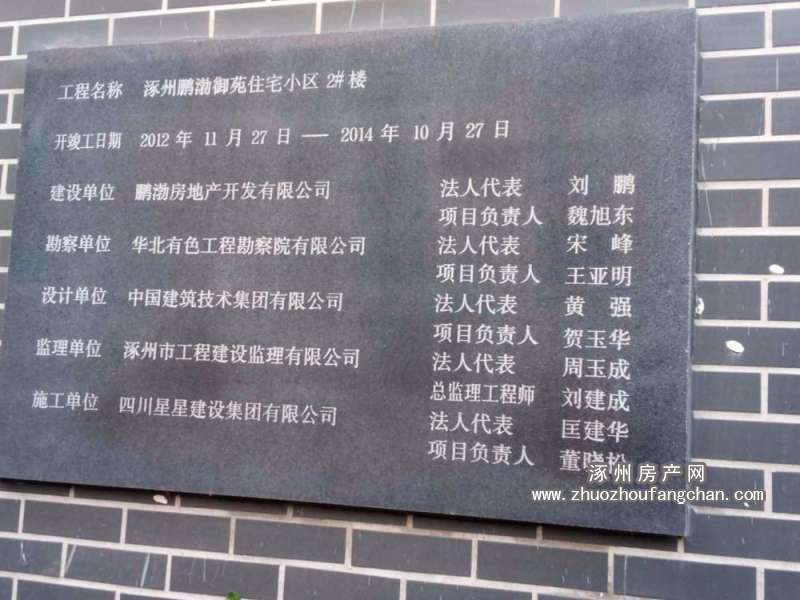 工程名称 涿州鹏渤御苑住宅小区 2#楼
开竣工日期 2012 年 11 月 27 日 — 2014 年 10 月 27 日
建设单位 鹏渤房地产开发有限公司 法人代表 刘 鹏
项目负责人 魏旭东
勘察单位 华北有色工程勘察院有限公司 法人代表 宋 峰
项目负责人 王亚明
设计单位 中国建筑技术集团有限公司 法人代表 黄 强
项目负责人 贺玉华
监理单位 涿州市工程建设监理有限公司 法人代表 周玉成
总监理工程师 刘建成
施工单位 四川星星建设集团有限公司 法人代表 匡建华
项目负责人 董晓松
涿州房产网
www.zhuozhoufangchan.com